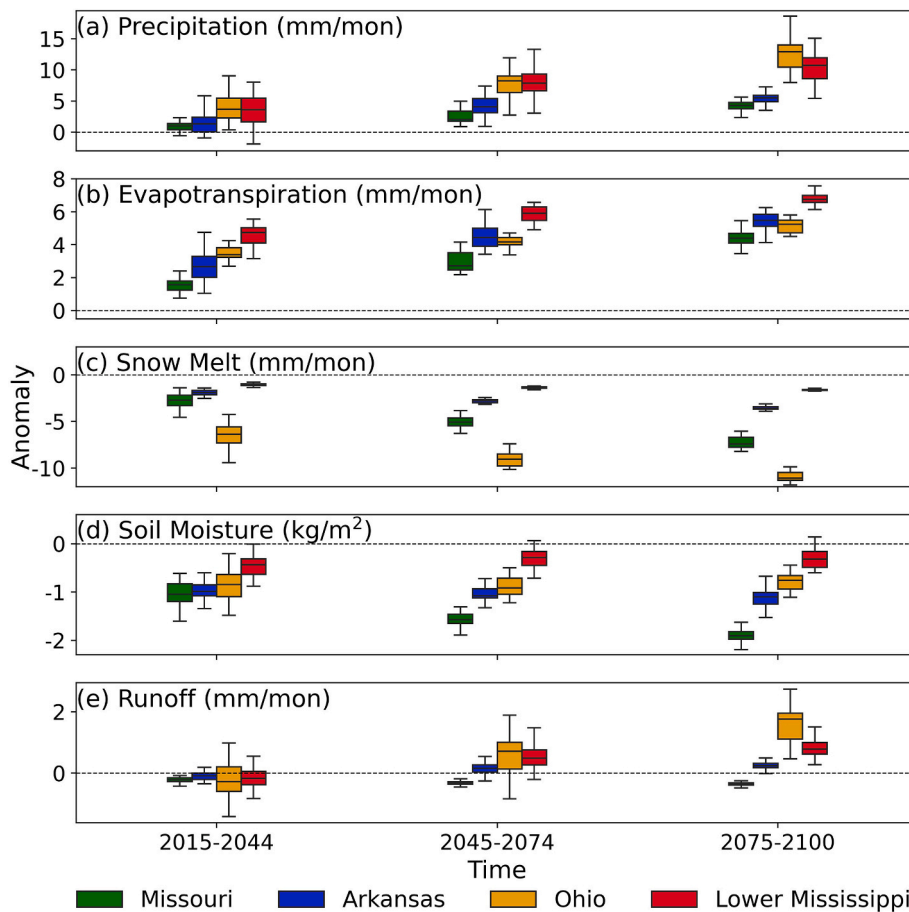 (a) Precipitation (mm/mon)
15
10
5
0
(b) Evapotranspiration (mm/mon)
8
6
4
2
0
(c) Snow Melt (mm/mon)
0
-5
-10
(d) Soil Moisture (kg/m²)
0
-1
-2
(e) Runoff (mm/mon)
2
0
Anomaly
2015-2044 2045-2074 2075-2100
Time
Missouri Arkansas Ohio Lower Mississippi